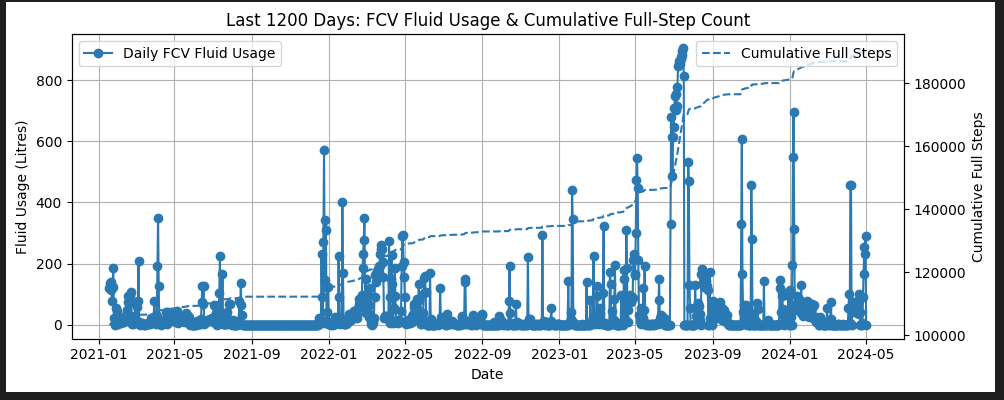 Last 1200 Days: FCV Fluid Usage & Cumulative Full-Step Count
Daily FCV Fluid Usage
Cumulative Full Steps
Fluid Usage (Litres)
800
600
400
200
0
180000
160000
140000
120000
100000
Cumulative Full Steps
2021-01 2021-05 2021-09 2022-01 2022-05 2022-09 2023-01 2023-05 2023-09 2024-01 2024-05
Date